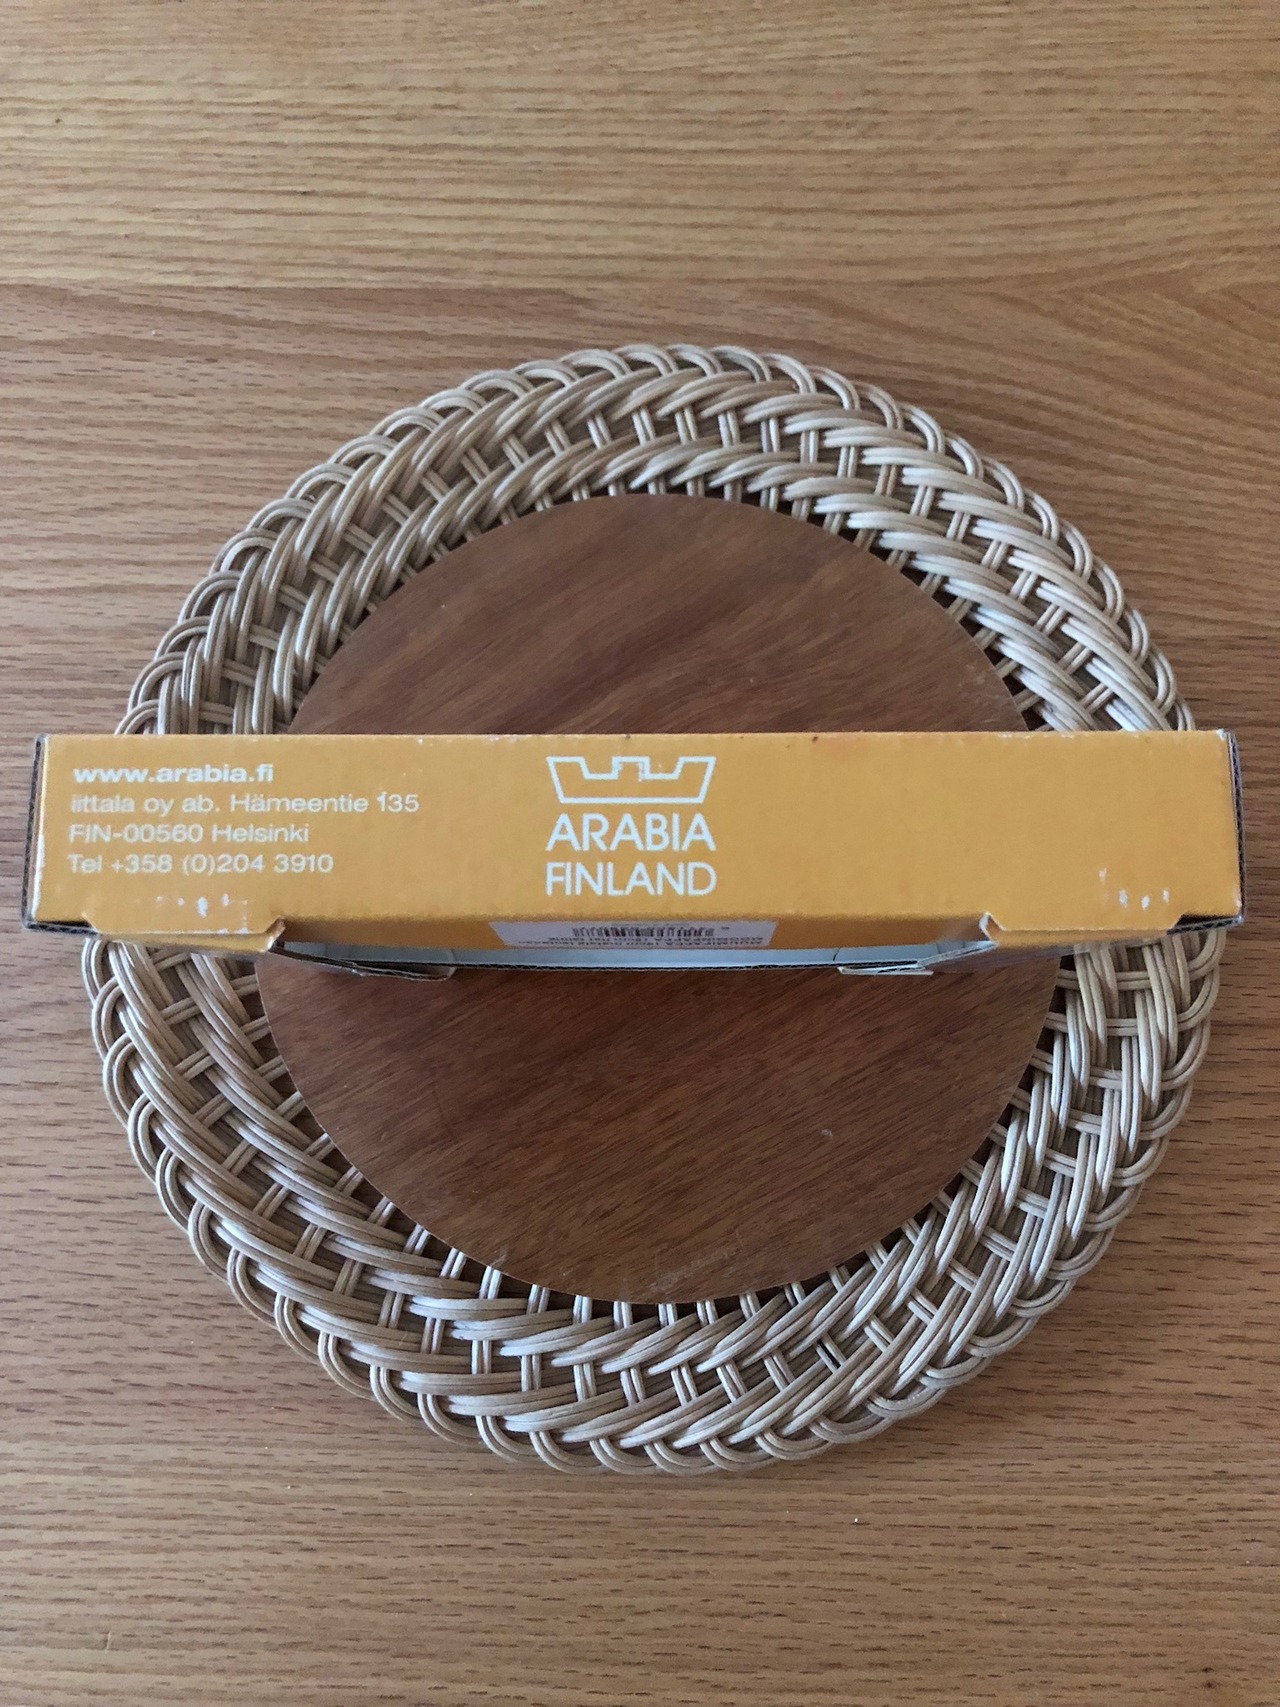 www.arabia.fi
iittala oy ab. Hämeentie 135
FIN-00560 Helsinki
Tel +358 (0)204 3910
ARABIA
FINLAND